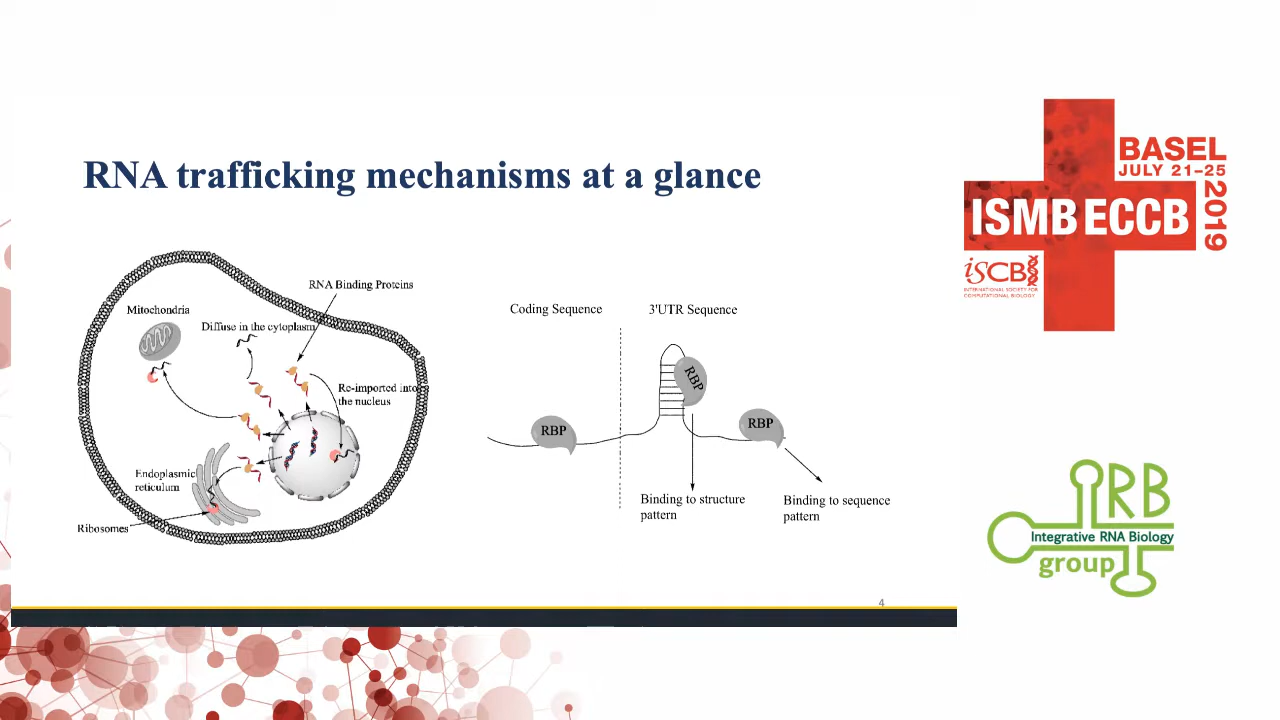 RNA trafficking mechanisms at a glance
RNA Binding Proteins
Mitochondria
Diffuse in the cytoplasm
Re-imported into
the nucleus
Endoplasmic
reticulum
Ribosomes
Coding Sequence
3'UTR Sequence
RBP
RBP
RBP
Binding to structure
pattern
Binding to sequence
pattern
4
BASEL
JULY 21–25
2019
ISMB ECCB
ISCB
INTERNATIONAL SOCIETY FOR
COMPUTATIONAL BIOLOGY
IRB
Integrative RNA Biology
group